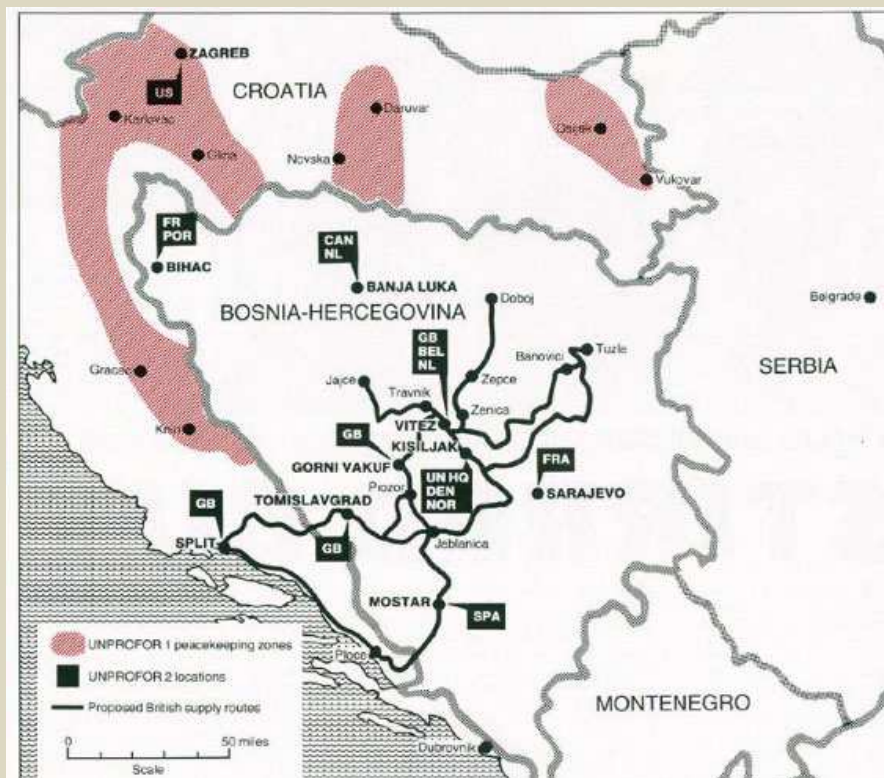 ZAGREB
US
CROATIA
Karlovac
Glina
Daruvar
Novska
Osijek
Vukovar
FR
POR
BIHAC
CAN
NL
BANJA LUKA
BOSNIA-HERCEGOVINA
Doboj
Belgrade
GB
BEL
NL
Banovici
Tuzle
SERBIA
Gracac
Jajce
Travnik
Zepce
Zenica
VITEZ
Knin
GB
KISILJAK
FRA
GORNI VAKUF
UN HQ
DEN
NOR
SARAJEVO
Prozor
TOMISLAVGRAD
GB
SPLIT
GB
Jablanica
MOSTAR
SPA
Ploce
MONTENEGRO
Dubrovnik
UNPROFOR 1 peacekeeping zones
UNPROFOR 2 locations
Proposed British supply routes
0 50 miles
Scale